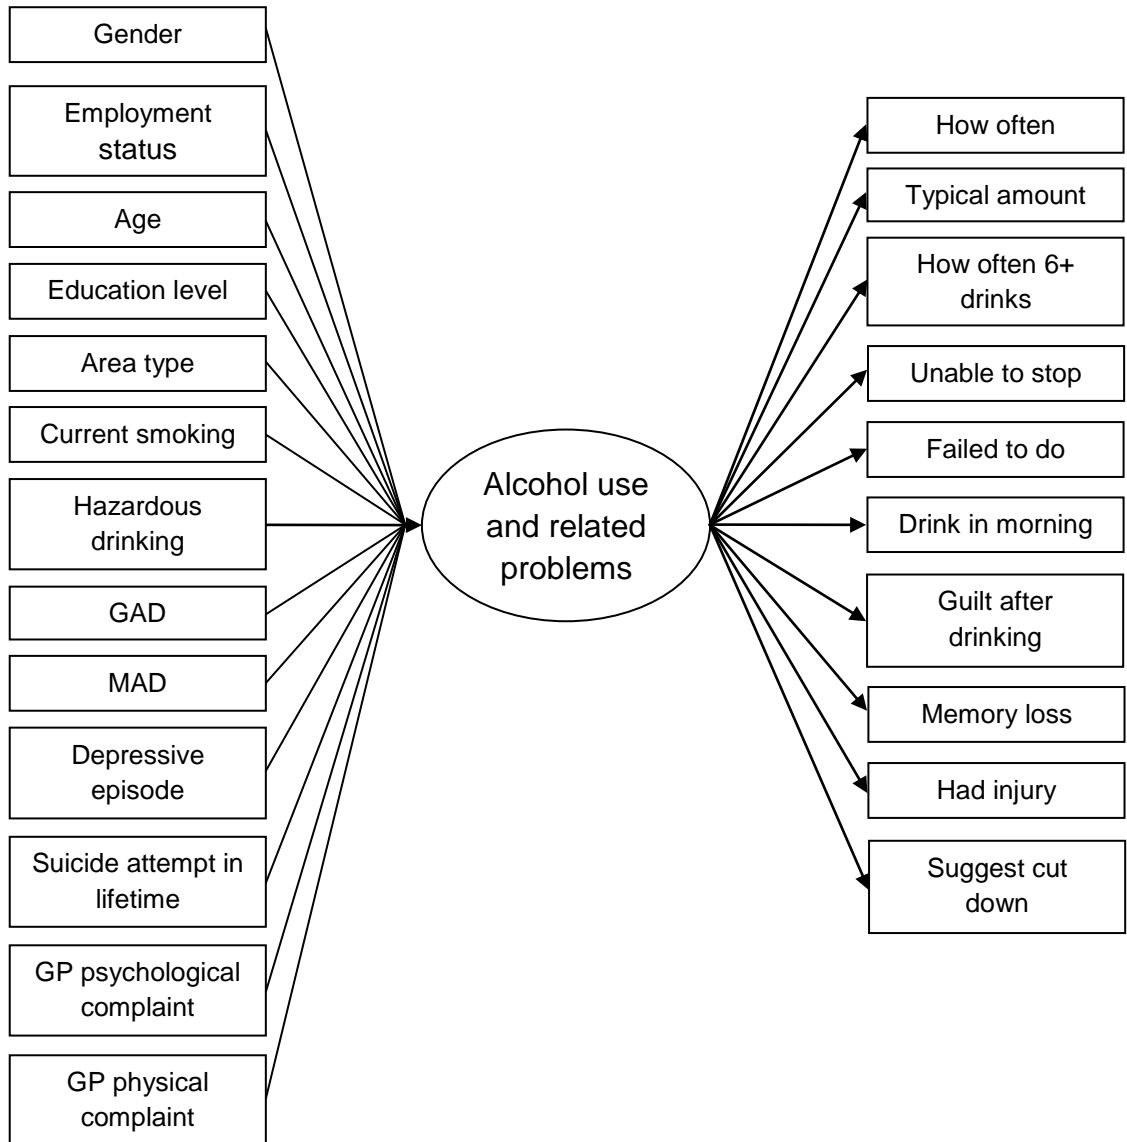 Gender
Employment
status
Age
Education level
Area type
Current smoking
Hazardous
drinking
GAD
MAD
Depressive
episode
Suicide attempt in
lifetime
GP psychological
complaint
GP physical
complaint
Alcohol use
and related
problems
How often
Typical amount
How often 6+
drinks
Unable to stop
Failed to do
Drink in morning
Guilt after
drinking
Memory loss
Had injury
Suggest cut
down